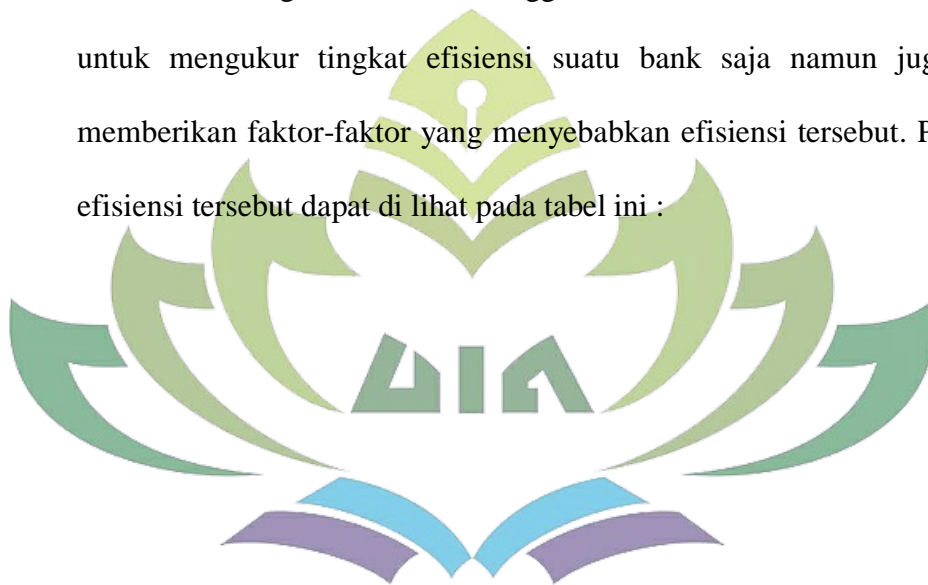 untuk mengukur tingkat efisiensi suatu bank saja namun
memberikan faktor-faktor yang menyebabkan efisiensi tersebut.
efisiensi tersebut dapat di lihat pada tabel ini :
UIN